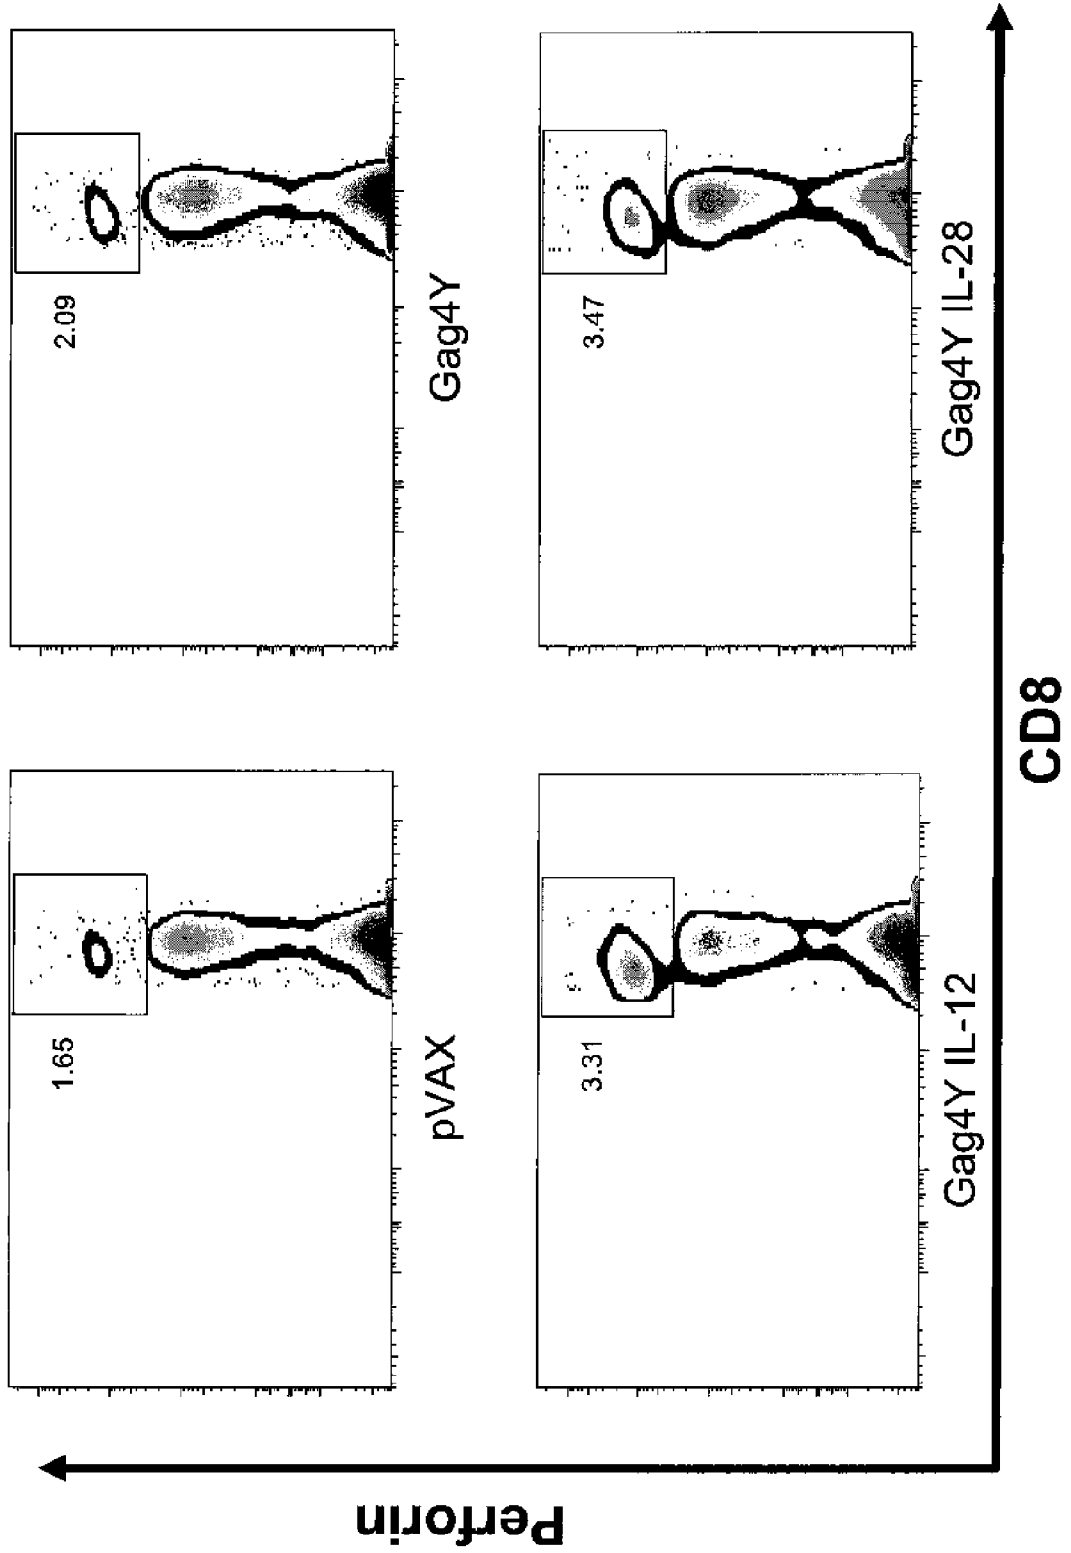 Perforin
1.65
pVAX
2.09
Gag4Y
3.31
Gag4Y IL-12
3.47
Gag4Y IL-28
CD8